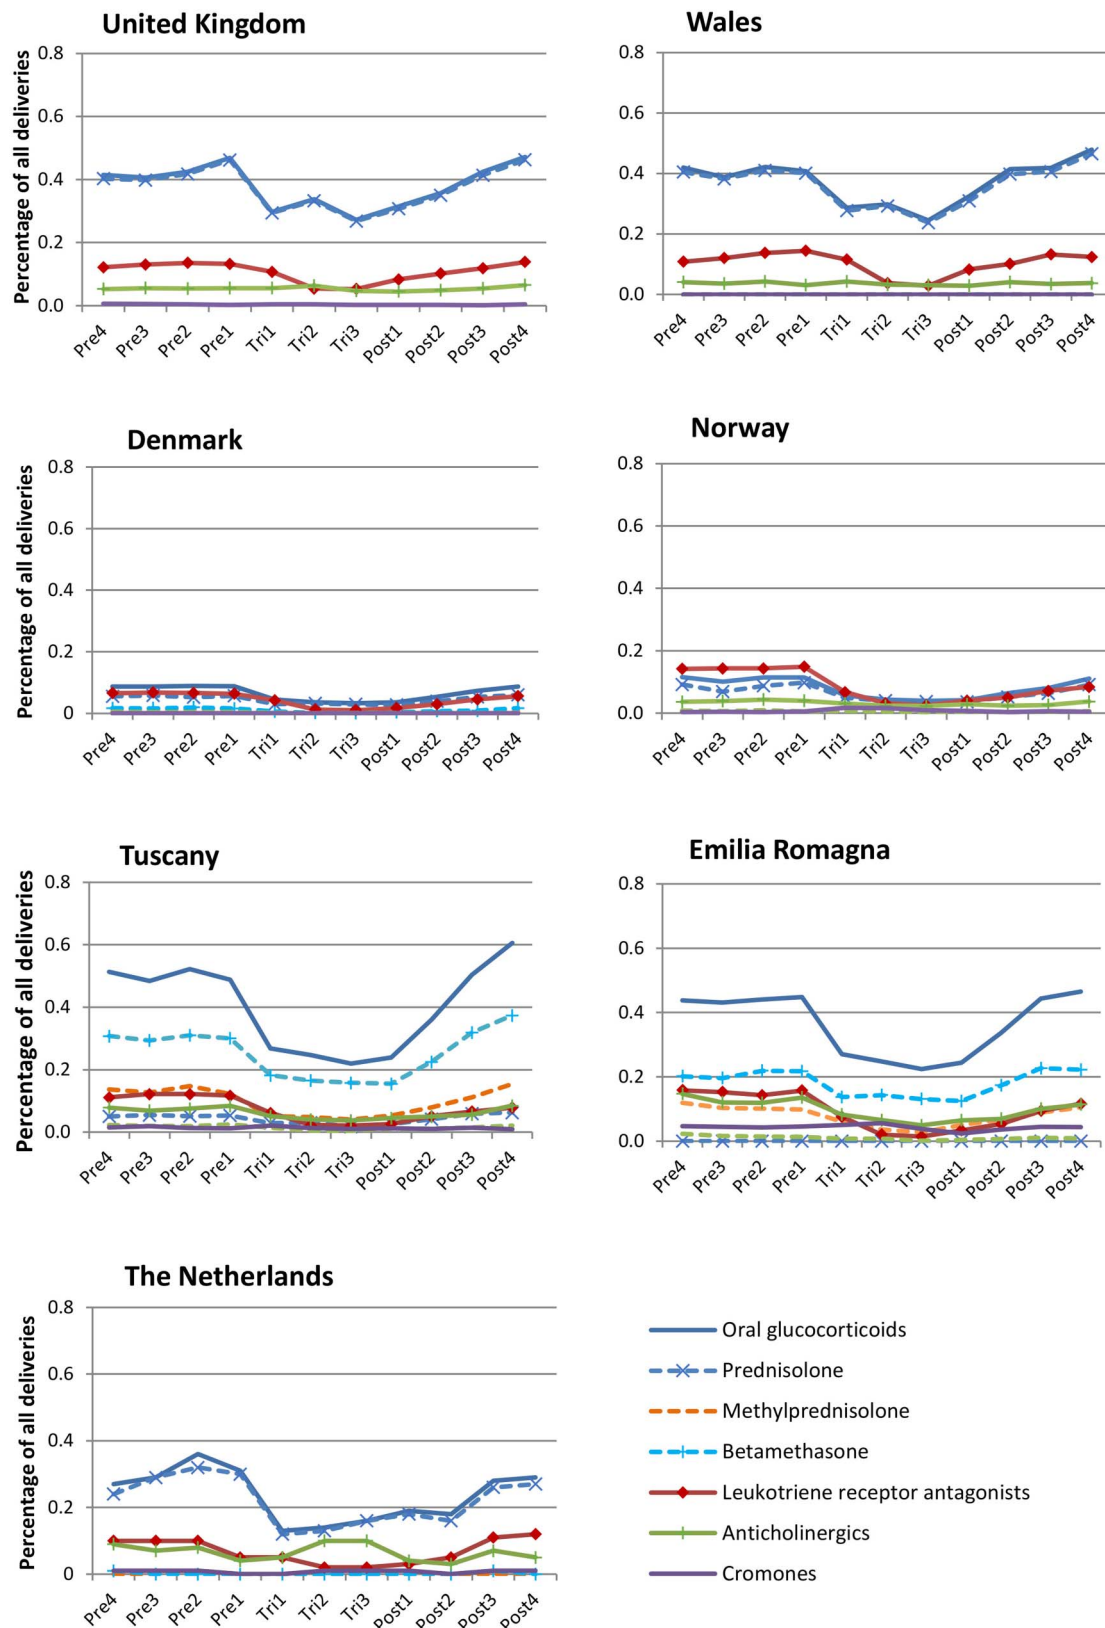 United Kingdom
Percentage of all deliveries
0.8
0.6
0.4
0.2
0.0
Pre4 Pre3 Pre2 Pre1 Tri1 Tri2 Tri3 Post1 Post2 Post3 Post4
Wales
0.8
0.6
0.4
0.2
0.0
Pre4 Pre3 Pre2 Pre1 Tri1 Tri2 Tri3 Post1 Post2 Post3 Post4
Denmark
Percentage of all deliveries
0.8
0.6
0.4
0.2
0
Pre4 Pre3 Pre2 Pre1 Tri1 Tri2 Tri3 Post1 Post2 Post3 Post4
Norway
0.8
0.6
0.4
0.2
0.0
Pre4 Pre3 Pre2 Pre1 Tri1 Tri2 Tri3 Post1 Post2 Post3 Post4
Tuscany
Percentage of all deliveries
0.8
0.6
0.4
0.2
0.0
Pre4 Pre3 Pre2 Pre1 Tri1 Tri2 Tri3 Post1 Post2 Post3 Post4
Emilia Romagna
0.8
0.6
0.4
0.2
0.0
Pre4 Pre3 Pre2 Pre1 Tri1 Tri2 Tri3 Post1 Post2 Post3 Post4
The Netherlands
Percentage of all deliveries
0.8
0.6
0.4
0.2
0
Pre4 Pre3 Pre2 Pre1 Tri1 Tri2 Tri3 Post1 Post2 Post3 Post4
Oral glucocorticoids
Prednisolone
Methylprednisolone
Betamethasone
Leukotriene receptor antagonists
Anticholinergics
Cromones